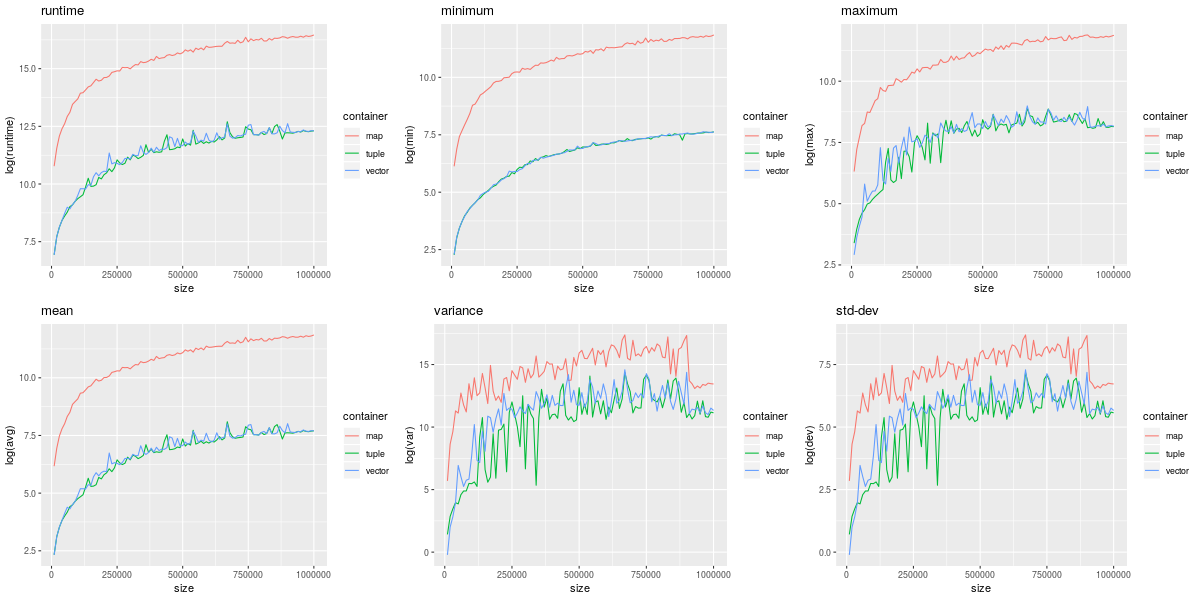 runtime
log(runtime)
15.0
12.5
10.0
7.5
0
250000
500000
750000
1000000
size
container
map
tuple
vector
minimum
log(min)
10.0
7.5
5.0
2.5
0
250000
500000
750000
1000000
size
container
map
tuple
vector
maximum
log(max)
10.0
7.5
5.0
2.5
0
250000
500000
750000
1000000
size
container
map
tuple
vector
mean
log(avg)
10.0
7.5
5.0
2.5
0
250000
500000
750000
1000000
size
container
map
tuple
vector
variance
log(var)
15
10
5
0
0
250000
500000
750000
1000000
size
container
map
tuple
vector
std-dev
log(dev)
7.5
5.0
2.5
0.0
0
250000
500000
750000
1000000
size
container
map
tuple
vector